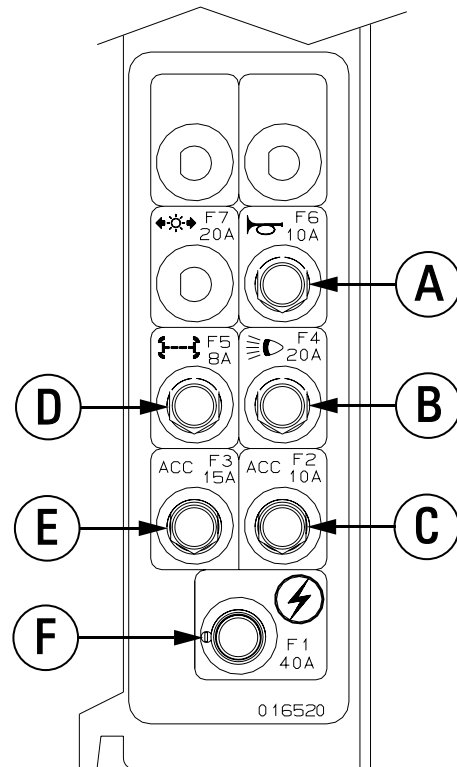 F7 F6
20A 10A
A
F5 F4
8A 20A
D B
ACC F3 ACC F2
15A 10A
E C
F
F1
40A
016520